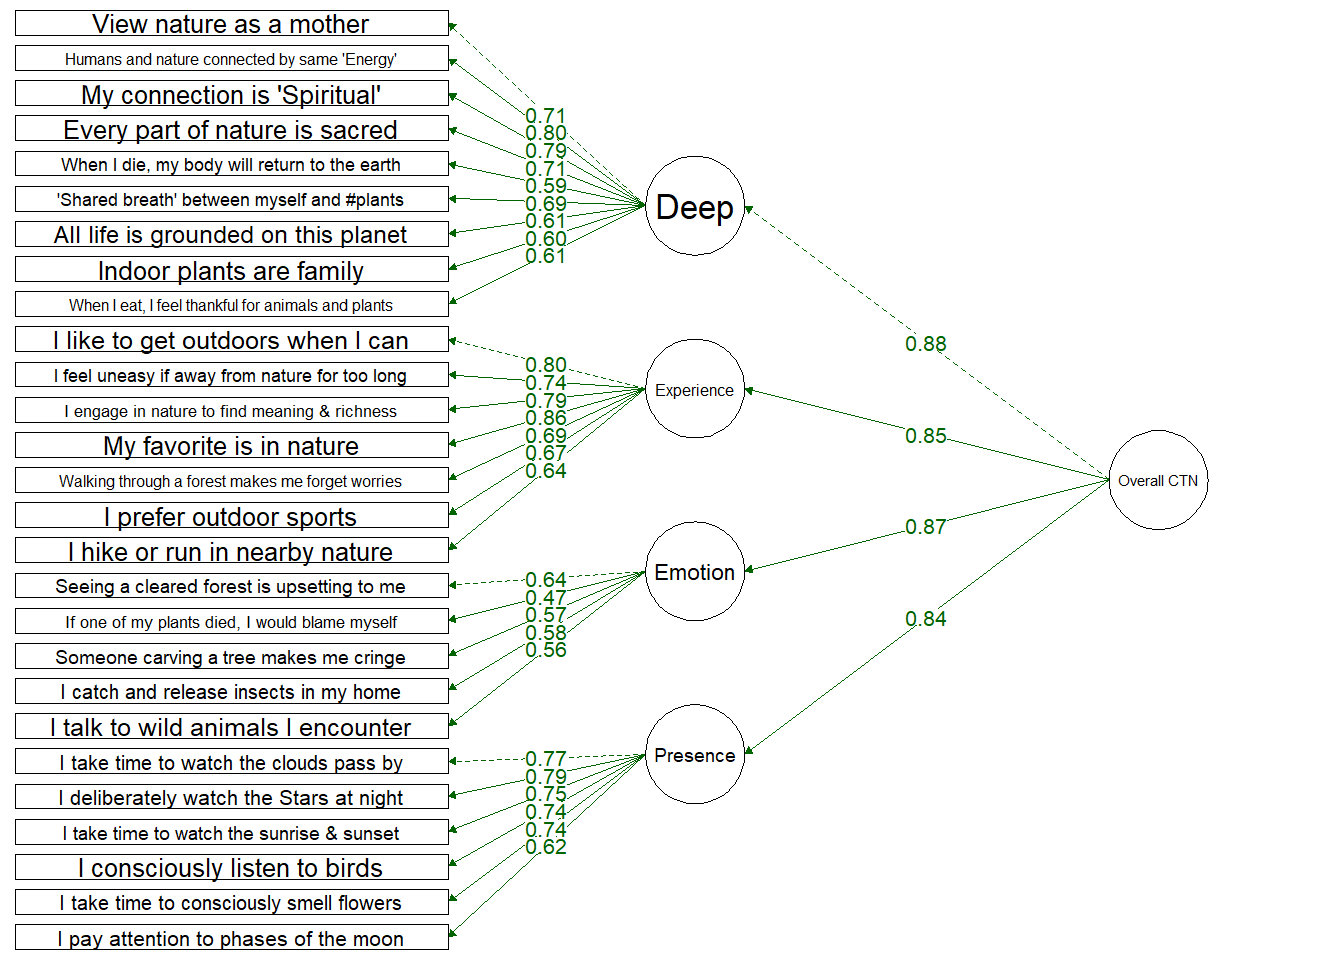 View nature as a mother
Humans and nature connected by same 'Energy'
My connection is 'Spiritual'
Every part of nature is sacred
When I die, my body will return to the earth
'Shared breath' between myself and #plants
All life is grounded on this planet
Indoor plants are family
When I eat, I feel thankful for animals and plants
I like to get outdoors when I can
I feel uneasy if away from nature for too long
I engage in nature to find meaning & richness
My favorite is in nature
Walking through a forest makes me forget worries
I prefer outdoor sports
I hike or run in nearby nature
Seeing a cleared forest is upsetting to me
If one of my plants died, I would blame myself
Someone carving a tree makes me cringe
I catch and release insects in my home
I talk to wild animals I encounter
I take time to watch the clouds pass by
I deliberately watch the Stars at night
I take time to watch the sunrise & sunset
I consciously listen to birds
I take time to consciously smell flowers
I pay attention to phases of the moon
0.71
0.80
0.79
0.71
0.59
0.69
0.61
0.60
0.61
0.80
0.74
0.79
0.86
0.69
0.67
0.64
0.64
0.47
0.57
0.58
0.56
0.77
0.79
0.75
0.74
0.74
0.62
Deep
Experience
Emotion
Presence
0.88
0.85
0.87
0.84
Overall CTN